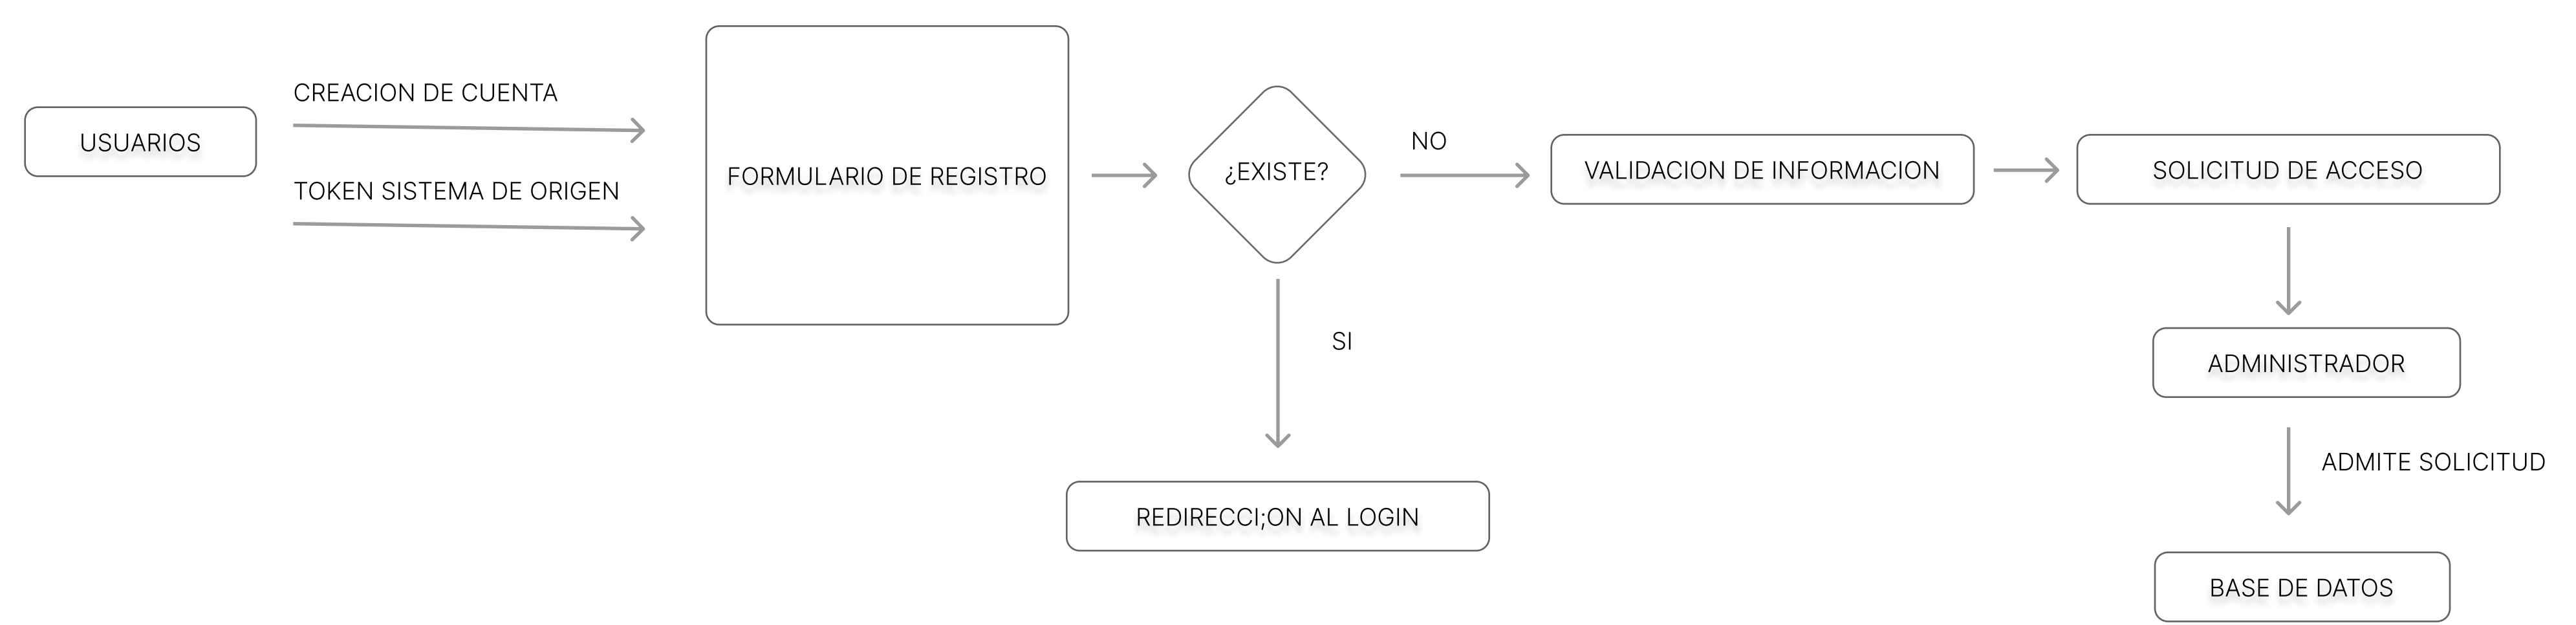 USUARIOS
CREACION DE CUENTA
TOKEN SISTEMA DE ORIGEN
FORMULARIO DE REGISTRO
¿EXISTE?
NO
VALIDACION DE INFORMACION
SOLICITUD DE ACCESO
SI
ADMINISTRADOR
ADMITE SOLICITUD
REDIRECCI;ON AL LOGIN
BASE DE DATOS